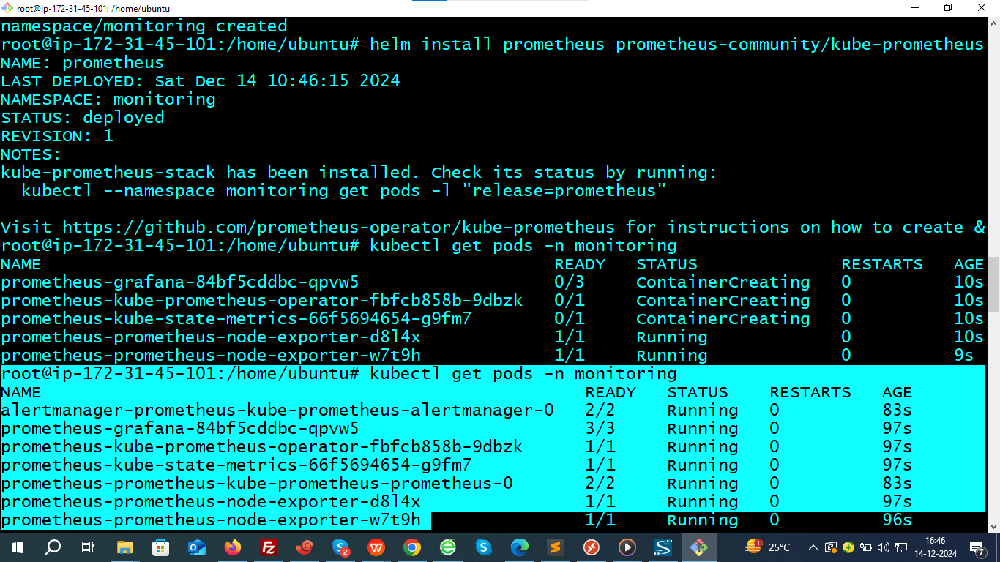 root@ip-172-31-45-101: /home/ubuntu
namespace/monitoring created
root@ip-172-31-45-101:/home/ubuntu# helm install prometheus prometheus-community/kube-prometheus
NAME: prometheus
LAST DEPLOYED: Sat Dec 14 10:46:15 2024
NAMESPACE: monitoring
STATUS: deployed
REVISION: 1
NOTES:
kube-prometheus-stack has been installed. Check its status by running:
  kubectl --namespace monitoring get pods -l "release=prometheus"
Visit https://github.com/prometheus-operator/kube-prometheus for instructions on how to create &
root@ip-172-31-45-101:/home/ubuntu# kubectl get pods -n monitoring
NAME READY STATUS RESTARTS AGE
prometheus-grafana-84bf5cddbc-qpvw5 0/3 ContainerCreating 0 10s
prometheus-kube-prometheus-operator-fbfcb858b-9dbzk 0/1 ContainerCreating 0 10s
prometheus-kube-state-metrics-66f5694654-g9fm7 0/1 ContainerCreating 0 10s
prometheus-prometheus-node-exporter-d8l4x 1/1 Running 0 10s
prometheus-prometheus-node-exporter-w7t9h 1/1 Running 0 9s
root@ip-172-31-45-101:/home/ubuntu# kubectl get pods -n monitoring
NAME READY STATUS RESTARTS AGE
alertmanager-prometheus-kube-prometheus-alertmanager-0 2/2 Running 0 83s
prometheus-grafana-84bf5cddbc-qpvw5 3/3 Running 0 97s
prometheus-kube-prometheus-operator-fbfcb858b-9dbzk 1/1 Running 0 97s
prometheus-kube-state-metrics-66f5694654-g9fm7 1/1 Running 0 97s
prometheus-prometheus-kube-prometheus-prometheus-0 2/2 Running 0 83s
prometheus-prometheus-node-exporter-d8l4x 1/1 Running 0 97s
prometheus-prometheus-node-exporter-w7t9h 1/1 Running 0 96s
25°C
16:46
14-12-2024